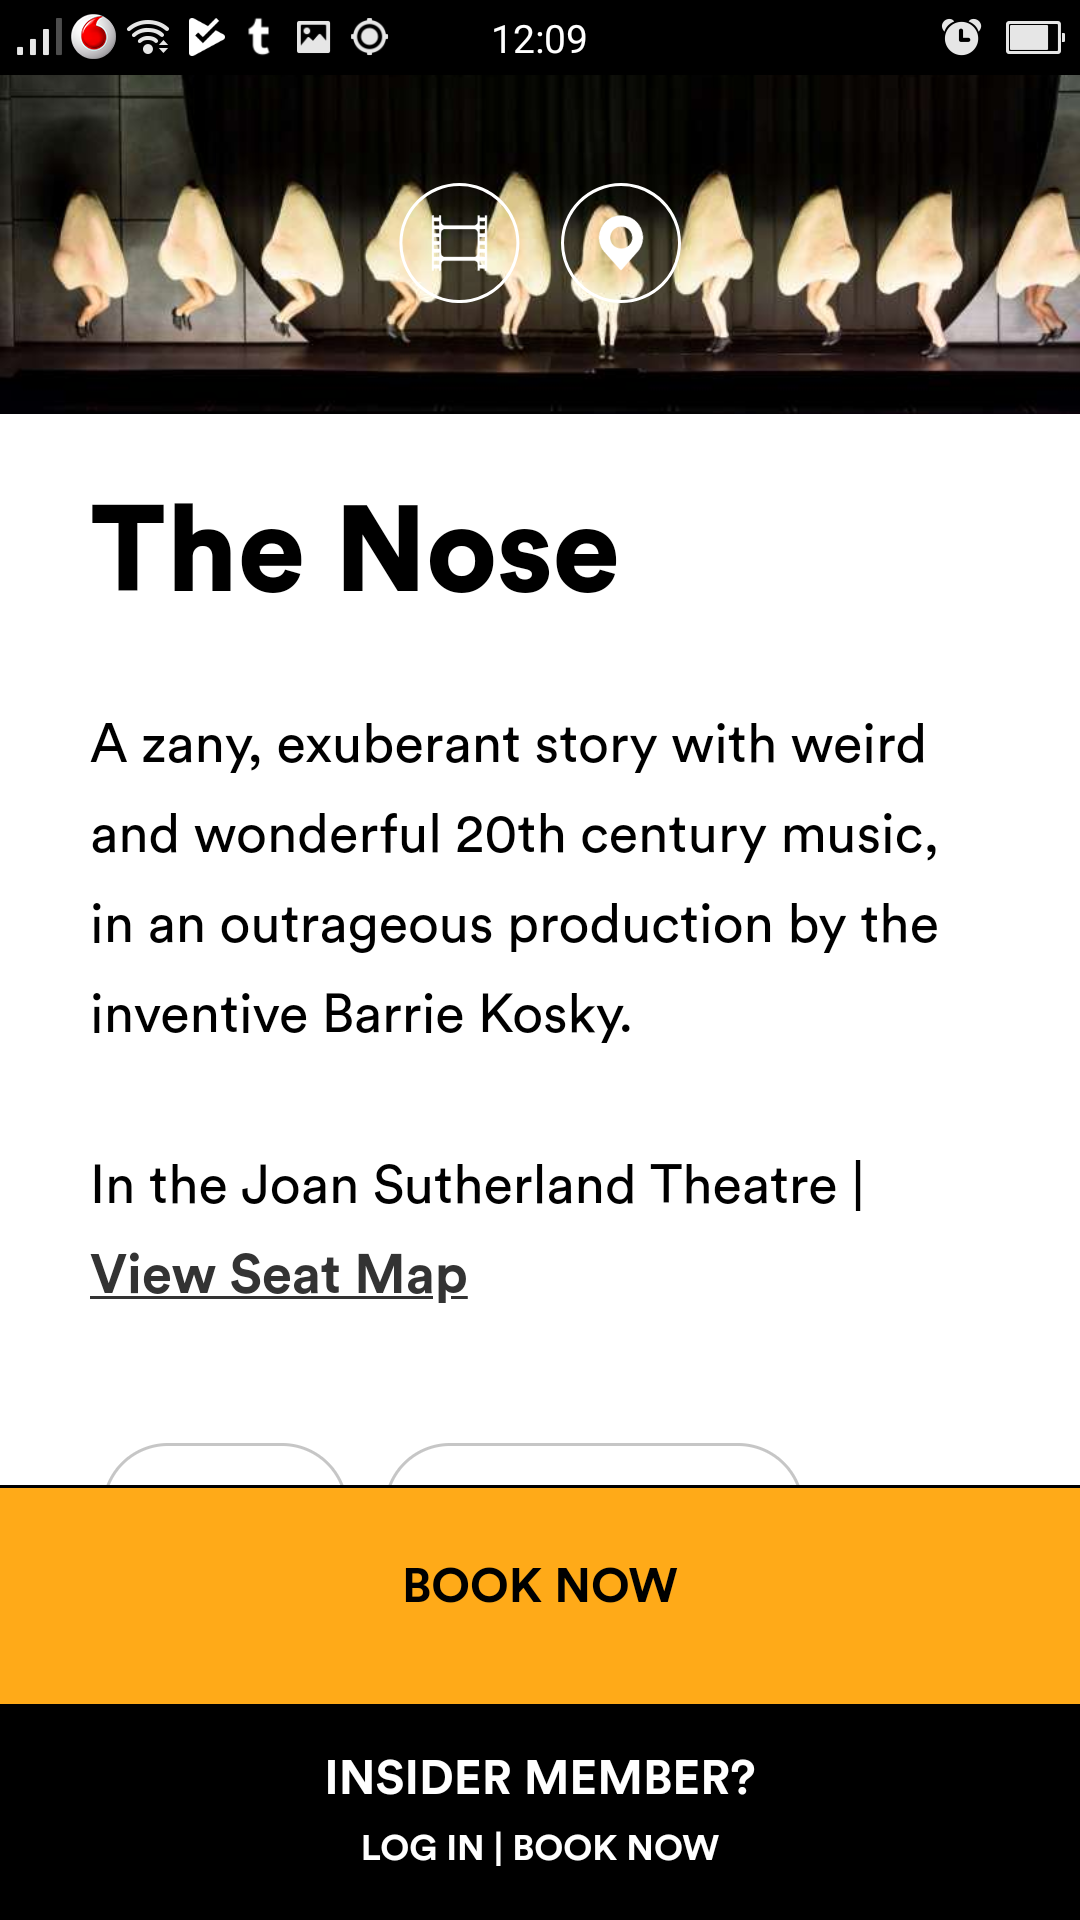 12:09
The Nose
A zany, exuberant story with weird
and wonderful 20th century music,
in an outrageous production by the
inventive Barrie Kosky.
In the Joan Sutherland Theatre |
View Seat Map
BOOK NOW
INSIDER MEMBER?
LOG IN | BOOK NOW